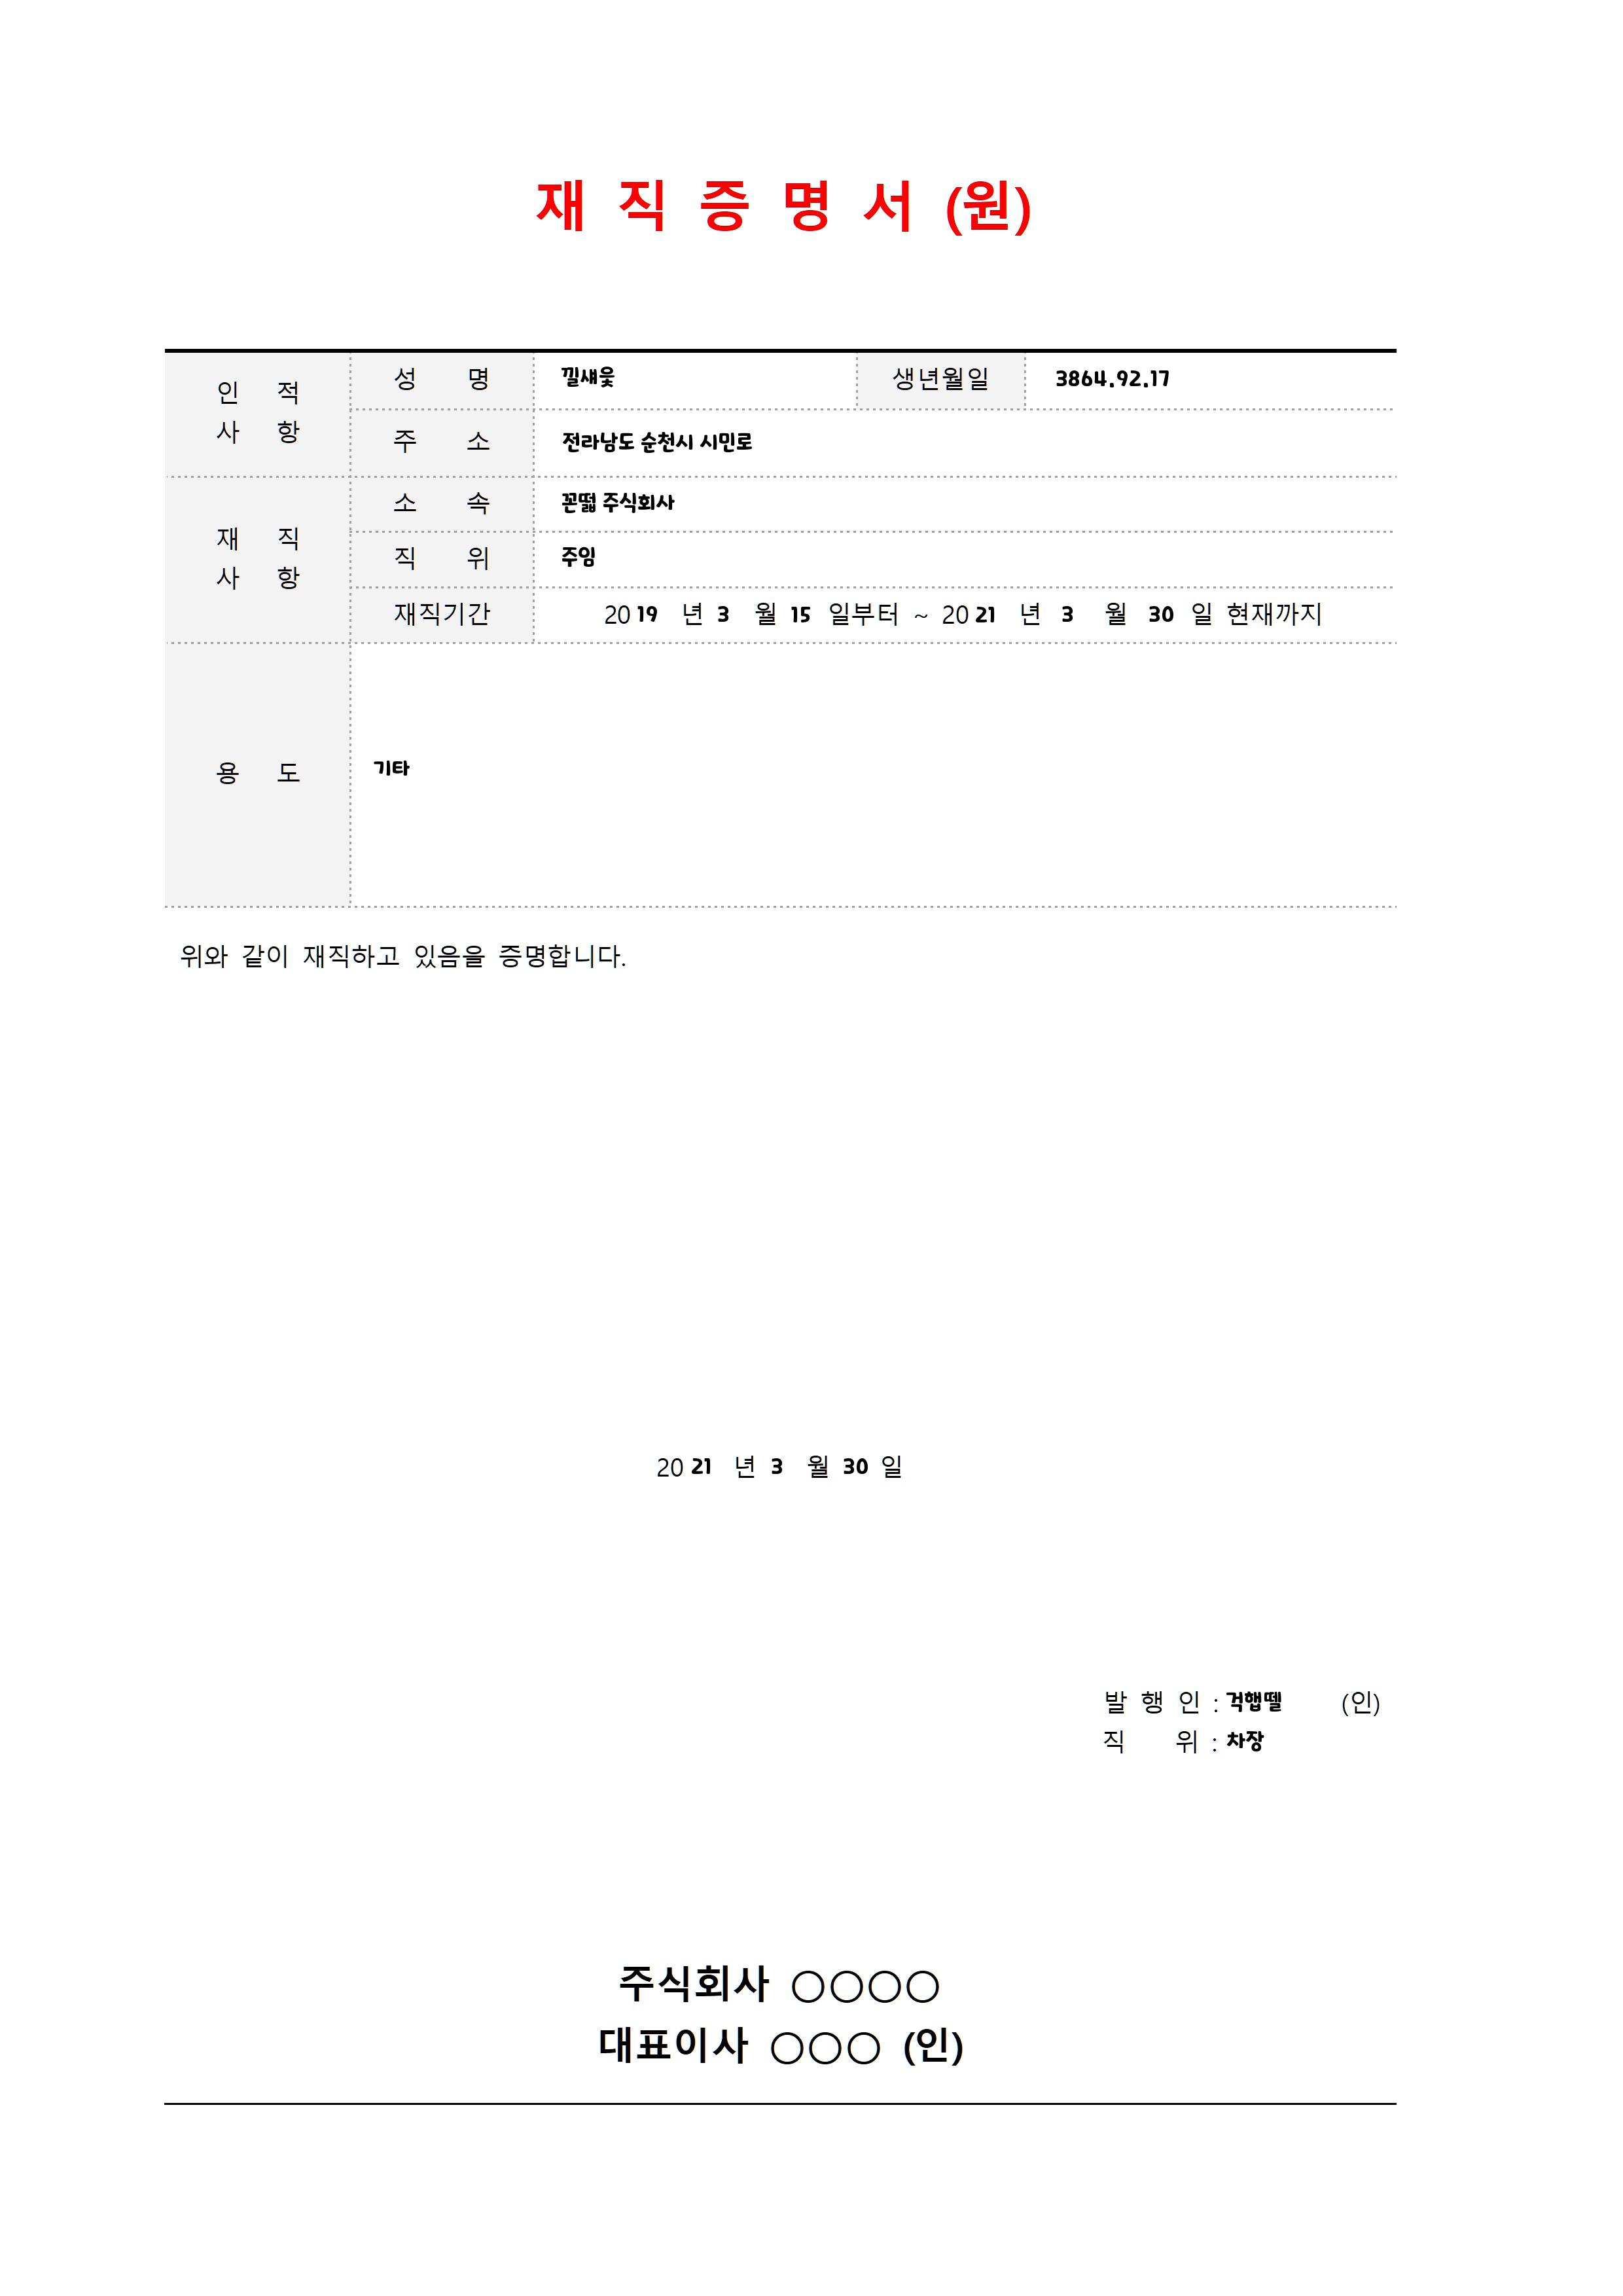 재 직 증 명 서 (원)
인 적 사 항
성 명 낄섀웆 생년월일 3864.92.17
주 소 전라남도 순천시 시민로
재 직 사 항
소 속 꼰떫 주식회사
직 위 주임
재직기간 2019 년 3 월 15 일부터 ~ 2021 년 3 월 30 일 현재까지
용 도 기타
위와 같이 재직하고 있음을 증명합니다.
2021 년 3 월 30 일
발 행 인 : 걱햅뗄 (인)
직 위 : 차장
주식회사 ○○○○
대표이사 ○○○ (인)